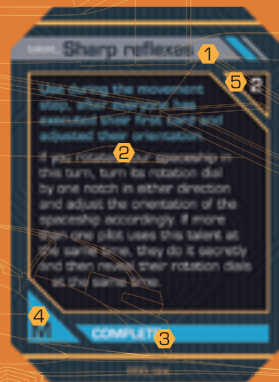 talent Sharp reflexes 1
5 2
Use during the movement
step, after everyone has
executed their first card and
adjusted their orientation.
2
If you rotate your spaceship in
this turn, turn its rotation dial
by one notch in either direction
and adjust the orientation of the
spaceship accordingly. If more
than one pilot uses this talent at
the same time, they do it secretly
and then reveal their rotation dials
at the same time.
4
COMPLETE 3